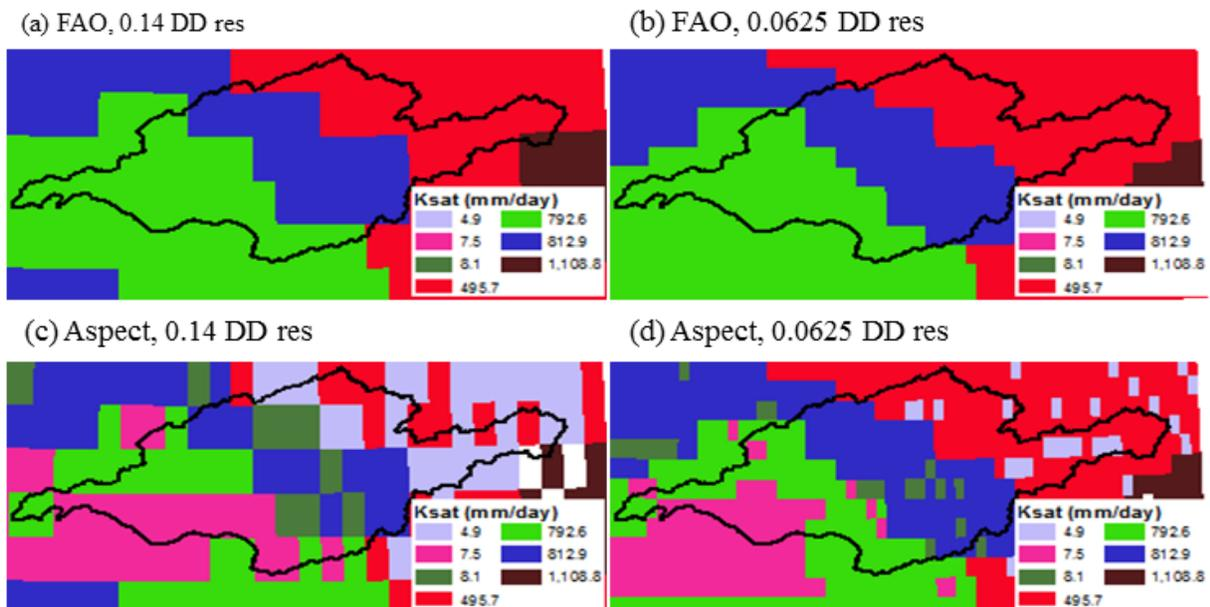 (a) FAO, 0.14 DD res
(b) FAO, 0.0625 DD res
Ksat (mm/day)
4.9 792.6
7.5 812.9
8.1 1,108.8
495.7
Ksat (mm/day)
4.9 792.6
7.5 812.9
8.1 1,108.8
495.7
(c) Aspect, 0.14 DD res
(d) Aspect, 0.0625 DD res
Ksat (mm/day)
4.9 792.6
7.5 812.9
8.1 1,108.8
495.7
Ksat (mm/day)
4.9 792.6
7.5 812.9
8.1 1,108.8
495.7